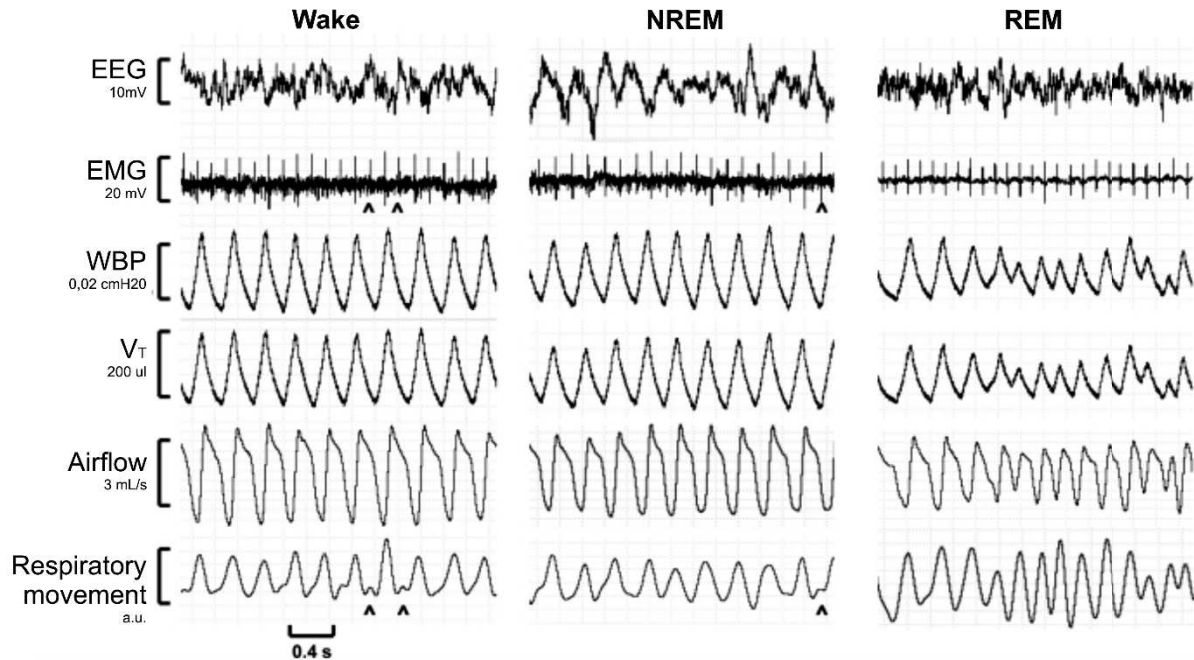 Wake NREM REM
EEG
10mV
EMG
20 mV
^ ^ ^
WBP
0,02 cmH20
VT
200 ul
Airflow
3 mL/s
Respiratory
movement
a.u.
^ ^ ^
0.4 s